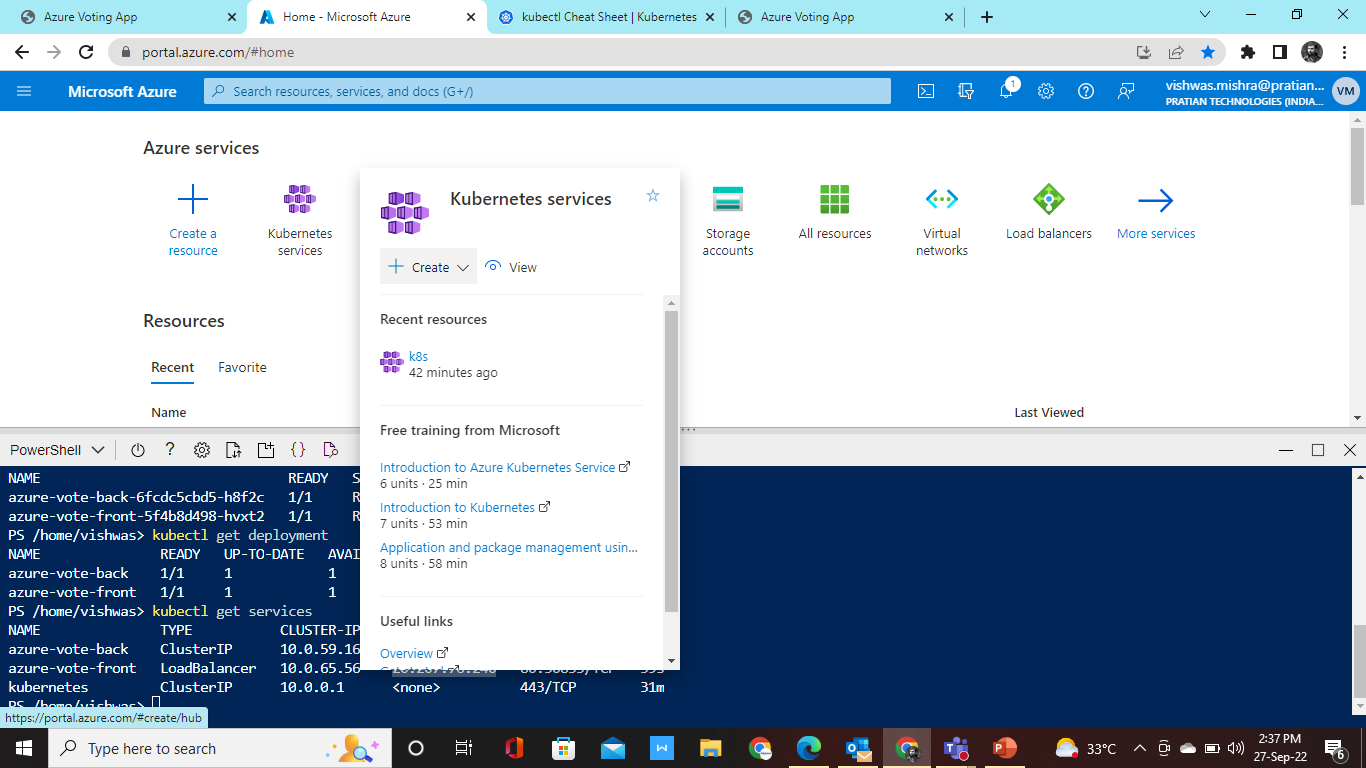 Azure Voting App
Home - Microsoft Azure
kubectl Cheat Sheet | Kubernetes
Azure Voting App
portal.azure.com/#home
Microsoft Azure
Search resources, services, and docs (G+/)
1
vishwas.mishra@pratian...
PRATIAN TECHNOLOGIES (INDIA...
VM
Azure services
Create a
resource
Kubernetes
services
Storage
accounts
All resources
Virtual
networks
Load balancers
More services
Kubernetes services
Create
View
Recent resources
k8s
42 minutes ago
Free training from Microsoft
Introduction to Azure Kubernetes Service
6 units · 25 min
Introduction to Kubernetes
7 units · 53 min
Application and package management usin...
8 units · 58 min
Useful links
Overview
Resources
Recent
Favorite
Name
Last Viewed
PowerShell
NAME READY S
azure-vote-back-6fcdc5cbd5-h8f2c 1/1 R
azure-vote-front-5f4b8d498-hvxt2 1/1 R
PS /home/vishwas> kubectl get deployment
NAME READY UP-TO-DATE AVAI
azure-vote-back 1/1 1 1
azure-vote-front 1/1 1 1
PS /home/vishwas> kubectl get services
NAME TYPE CLUSTER-IP
azure-vote-back ClusterIP 10.0.59.16
azure-vote-front LoadBalancer 10.0.65.56
kubernetes ClusterIP 10.0.0.1 <none> 443/TCP 31m
PS /home/vishwas>
https://portal.azure.com/#create/hub
Type here to search
33°C
2:37 PM
27-Sep-22
6